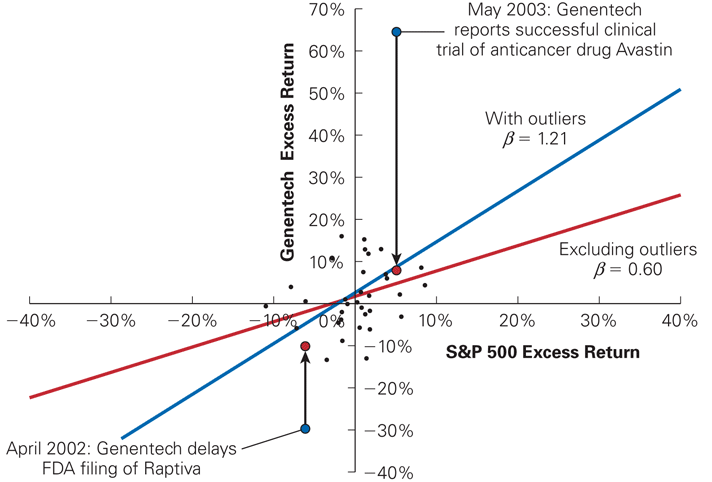 70%
60%
50%
40%
30%
20%
10%
−10%
−20%
−30%
−40%
Genentech Excess Return
May 2003: Genentech
reports successful clinical
trial of anticancer drug Avastin
With outliers
β = 1.21
Excluding outliers
β = 0.60
−40% −30% −20% −10% 0% 10% 20% 30% 40%
S&P 500 Excess Return
April 2002: Genentech delays
FDA filing of Raptiva